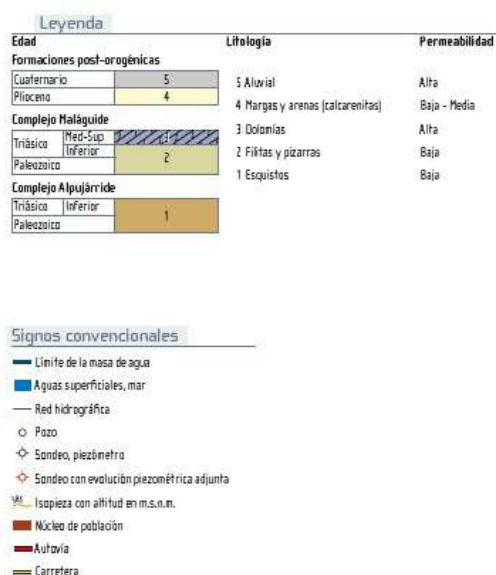 Leyenda
Edad Litología Permeabilidad
Formaciones post-orogénicas
Cuaternario 5 5 Aluvial Alta
Plioceno 4 4 Margas y arenas (calcarenitas) Baja - Media
Complejo Maláguide
Triásico Med-Sup 3 3 Dolomías Alta
Inferior 2 2 Filitas y pizarras Baja
Paleozoico
1 Esquistos Baja
Complejo Alpujárride
Triásico Inferior 1
Paleozoico
Signos convencionales
Límite de la masa de agua
Aguas superficiales, mar
Red hidrográfica
Pozo
Sondeo, piezómetro
Sondeo con evolución piezométrica adjunta
Isopieza con altitud en m.s.n.m.
Núcleo de población
Autovía
Carretera